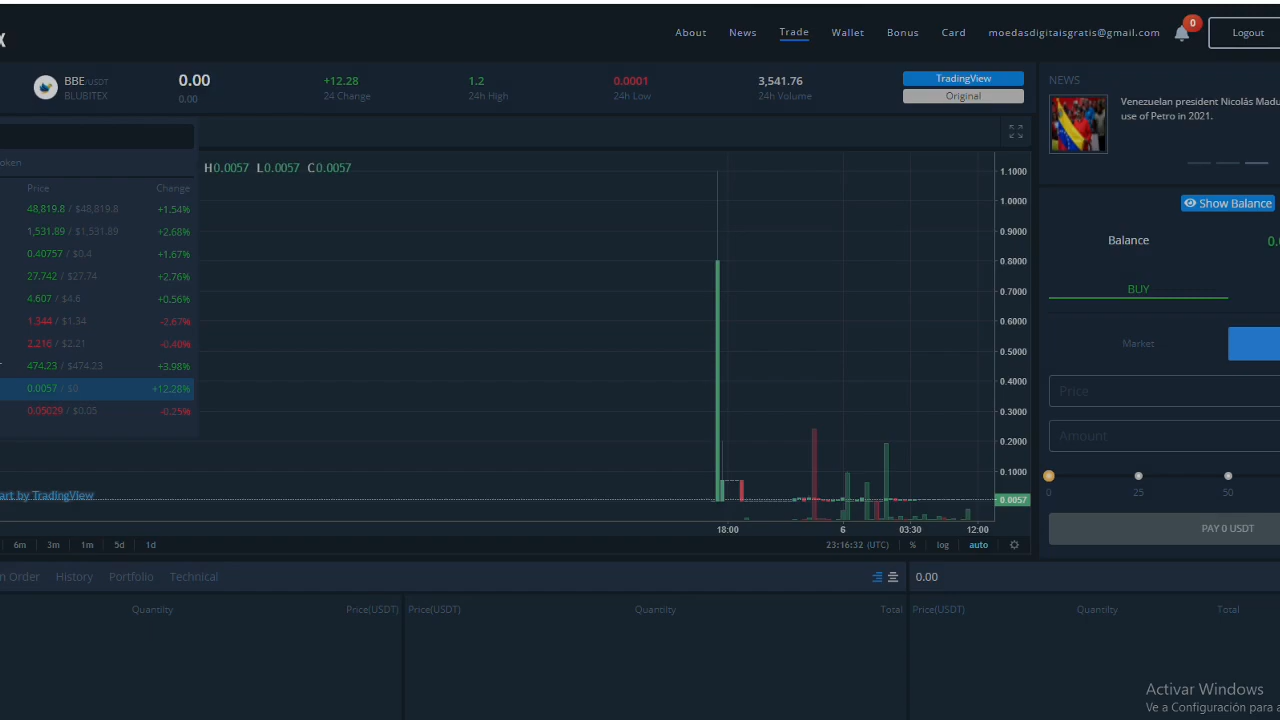 x
About News Trade Wallet Bonus Card moedasdigitaisgratis@gmail.com 0 Logout
BBE/USDT 0.00 +12.28 1.2 0.0001 3,541.76 TradingView
BLUBITEX 0.00 24 Change 24h High 24h Low 24h Volume Original
NEWS
Venezuelan president Nicolás Madu
use of Petro in 2021.
oken
H0.0057 L0.0057 C0.0057
Price Change
48,819.8 / $48,819.8 +1.54%
1,531.89 / $1,531.89 +2.68%
0.40757 / $0.4 +1.67%
27.742 / $27.74 +2.76%
4.607 / $4.6 +0.56%
1.344 / $1.34 -2.67%
2.216 / $2.21 -0.40%
474.23 / $474.23 +3.98%
0.0057 / $0 +12.28%
0.05029 / $0.05 -0.25%
art by TradingView
1.1000
1.0000
0.9000
0.8000
0.7000
0.6000
0.5000
0.4000
0.3000
0.2000
0.1000
0.0057
18:00 6 03:30 12:00
6m 3m 1m 5d 1d 23:16:32 (UTC) % log auto
Show Balance
Balance 0.
BUY
Market
Price
Amount
0 25 50
PAY 0 USDT
n Order History Portfolio Technical 0.00
Quantity Price(USDT) Price(USDT) Quantity Total Price(USDT) Quantity Total
Activar Windows
Ve a Configuración para a